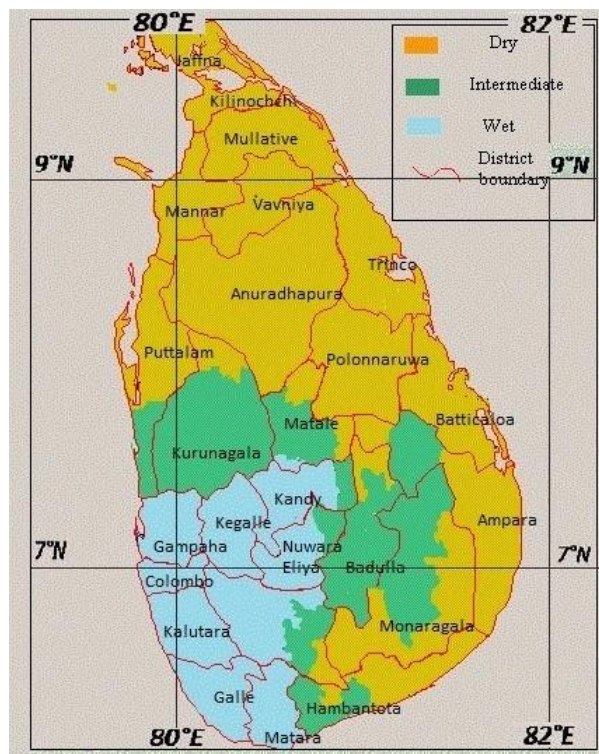 80°E
82°E
Dry
Intermediate
Wet
District
boundary
Jaffna
Kilinochchi
Mullative
9°N
9°N
Mannar
Vavniya
Trinco
Anuradhapura
Puttalam
Polonnaruwa
Batticaloa
Matale
Kurunagala
Kandy
Kegalle
Ampara
Gampaha
Nuwara
Eliya
7°N
7°N
Badulla
Colombo
Kalutara
Monaragala
Galle
Hambantota
Matara
80°E
82°E